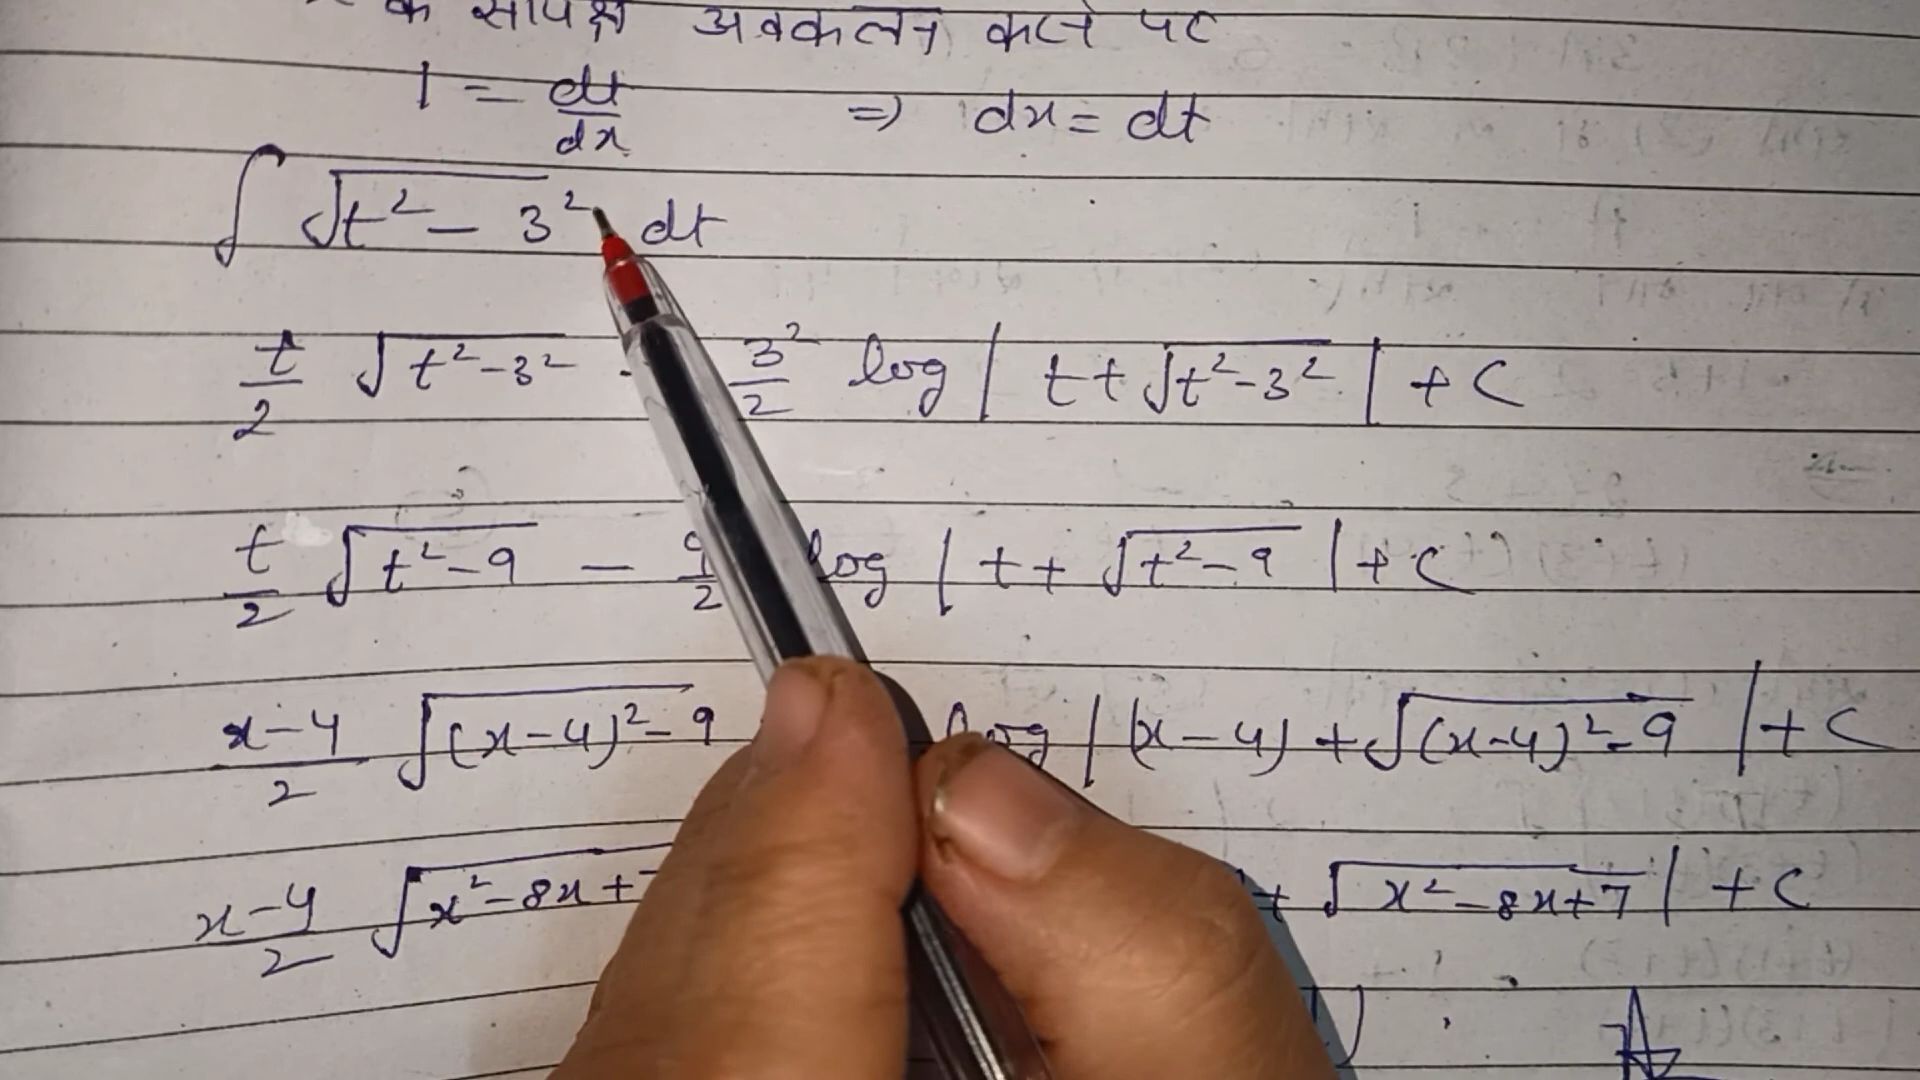 के सापेक्ष अवकलन करने पर
1 = dt/dx ⇒ dx = dt
∫ √t² - 3² dt
t/2 √t²-3² - 3²/2 log | t + √t²-3² | + C
t/2 √t²-9 - 9/2 log | t + √t²-9 | + C
x-4/2 √(x-4)²-9 log | (x-4) + √(x-4)²-9 | + C
x-4/2 √x²-8x+7 + √x²-8x+7 | + C